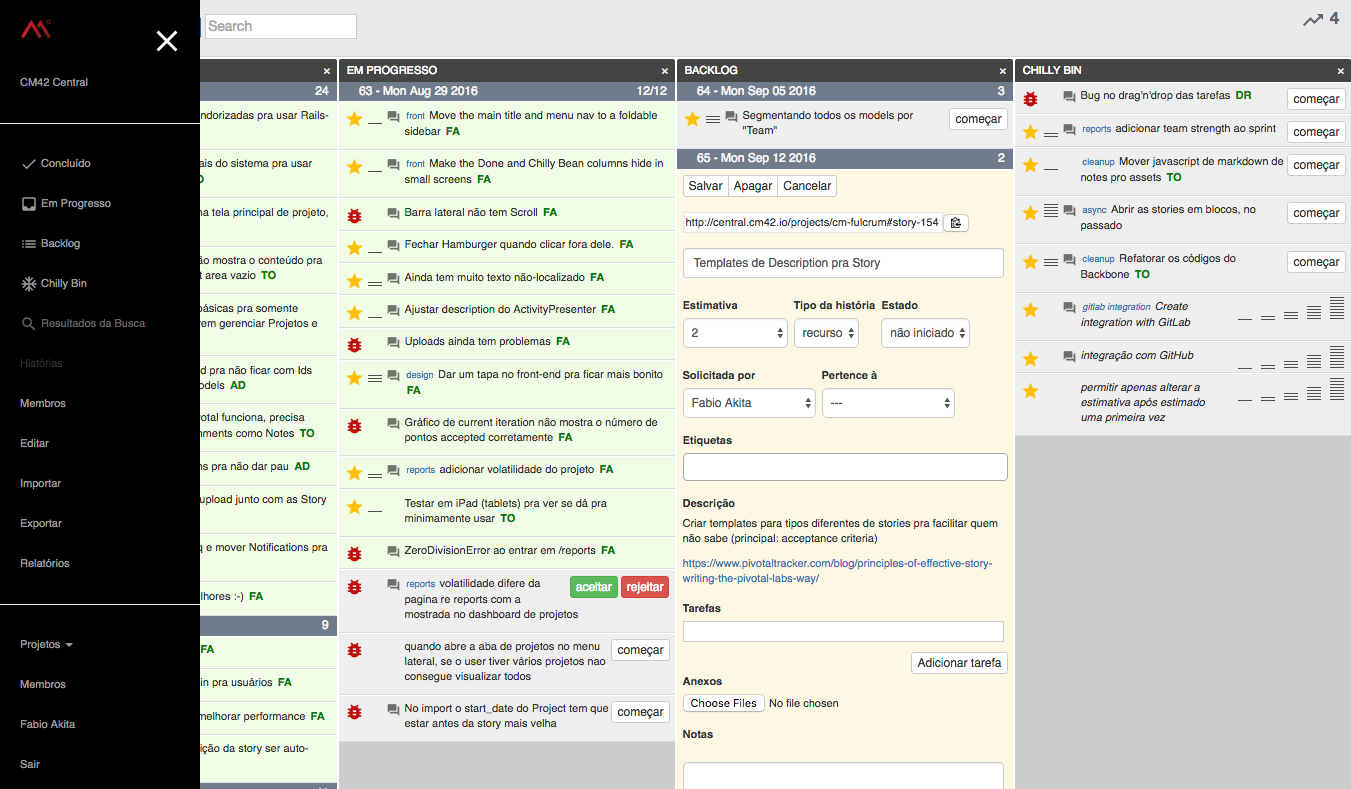 CM42 Central
Concluído
Em Progresso
Backlog
Chilly Bin
Resultados da Busca
Histórias
Membros
Editar
Importar
Exportar
Relatórios
Projetos
Membros
Fabio Akita
Sair
Search
4
×
24
ndorizadas pra usar Rails-
ais do sistema pra usar
na tela principal de projeto,
ão mostra o conteúdo pra
t area vazio TO
básicas pra somente
rem gerenciar Projetos e
d pra não ficar com Ids
odels AD
votal funciona, precisa
mments como Notes TO
ns pra não dar pau AD
upload junto com as Story
q e mover Notifications pra
lhores :-) FA
9
FA
in pra usuários FA
melhorar performance FA
ição da story ser auto-
EM PROGRESSO ×
63 - Mon Aug 29 2016 12/12
front Move the main title and menu nav to a foldable
sidebar FA
front Make the Done and Chilly Bean columns hide in
small screens FA
Barra lateral não tem Scroll FA
Fechar Hamburger quando clicar fora dele. FA
Ainda tem muito texto não-localizado FA
Ajustar description do ActivityPresenter FA
Uploads ainda tem problemas FA
design Dar um tapa no front-end pra ficar mais bonito
FA
Gráfico de current iteration não mostra o número de
pontos accepted corretamente FA
reports adicionar volatilidade do projeto FA
Testar em iPad (tablets) pra ver se dá pra
minimamente usar TO
ZeroDivisionError ao entrar em /reports FA
reports volatilidade difere da aceitar rejeitar
pagina re reports com a
mostrada no dashboard de projetos
quando abre a aba de projetos no menu começar
lateral, se o user tiver vários projetos nao
consegue visualizar todos
No import o start_date do Project tem que começar
estar antes da story mais velha
BACKLOG ×
64 - Mon Sep 05 2016 3
Segmentando todos os models por começar
"Team"
65 - Mon Sep 12 2016 2
Salvar Apagar Cancelar
http://central.cm42.io/projects/cm-fulcrum#story-154
Templates de Description pra Story
Estimativa Tipo da história Estado
2 recurso não iniciado
Solicitada por Pertence à
Fabio Akita ---
Etiquetas
Descrição
Criar templates para tipos diferentes de stories pra facilitar quem
não sabe (principal: acceptance criteria)
https://www.pivotaltracker.com/blog/principles-of-effective-story-
writing-the-pivotal-labs-way/
Tarefas
Adicionar tarefa
Anexos
Choose Files No file chosen
Notas
CHILLY BIN ×
Bug no drag'n'drop das tarefas DR começar
reports adicionar team strength ao sprint começar
cleanup Mover javascript de markdown de começar
notes pro assets TO
async Abrir as stories em blocos, no começar
passado
cleanup Refatorar os códigos do começar
Backbone TO
gitlab integration Create
integration with GitLab
integração com GitHub
permitir apenas alterar a
estimativa após estimado
uma primeira vez